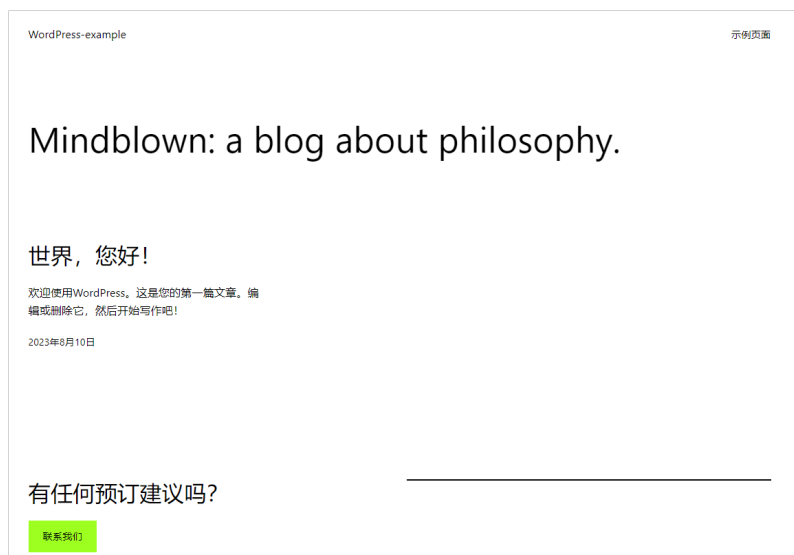 WordPress-example
示例页面
Mindblown: a blog about philosophy.
世界，您好！
欢迎使用WordPress。这是您的第一篇文章。编
辑或删除它，然后开始写作吧！
2023年8月10日
有任何预订建议吗？
联系我们